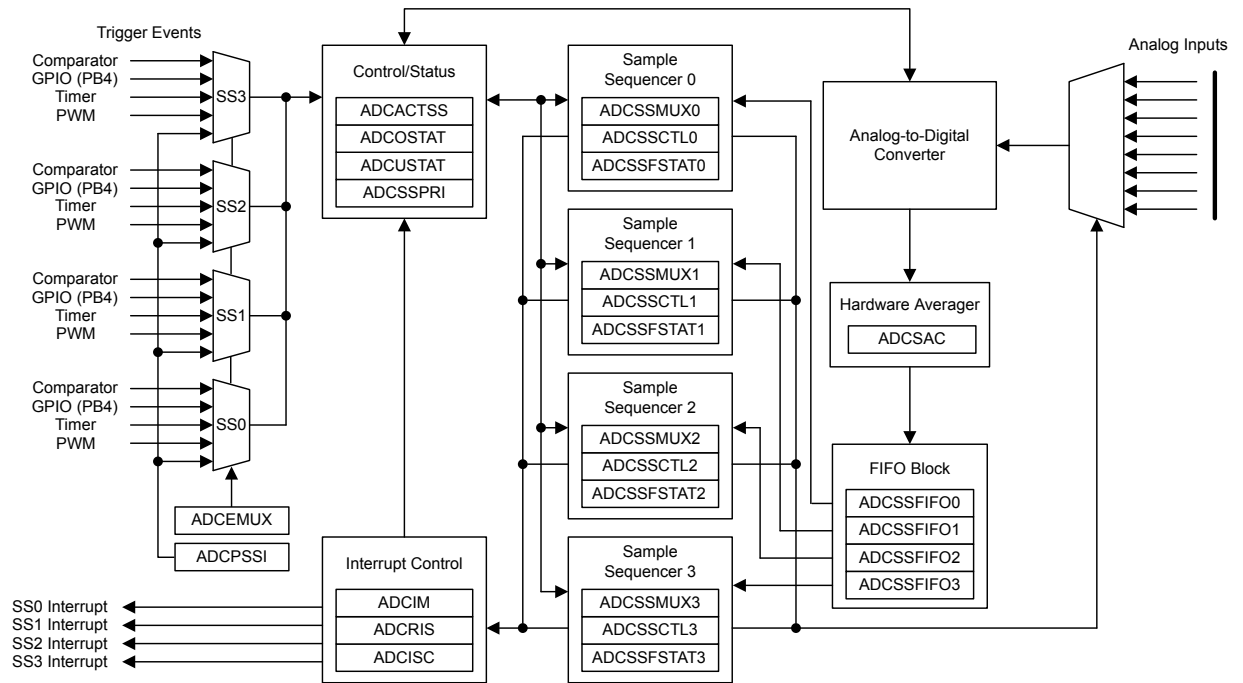 Trigger Events
Comparator
GPIO (PB4)
Timer
PWM
SS3
Comparator
GPIO (PB4)
Timer
PWM
SS2
Comparator
GPIO (PB4)
Timer
PWM
SS1
Comparator
GPIO (PB4)
Timer
PWM
SS0
ADCEMUX
ADCPSSI
Control/Status
ADCACTSS
ADCOSTAT
ADCUSTAT
ADCSSPRI
Interrupt Control
ADCIM
ADCRIS
ADCISC
SS0 Interrupt
SS1 Interrupt
SS2 Interrupt
SS3 Interrupt
Sample
Sequencer 0
ADCSSMUX0
ADCSSCTL0
ADCSSFSTAT0
Sample
Sequencer 1
ADCSSMUX1
ADCSSCTL1
ADCSSFSTAT1
Sample
Sequencer 2
ADCSSMUX2
ADCSSCTL2
ADCSSFSTAT2
Sample
Sequencer 3
ADCSSMUX3
ADCSSCTL3
ADCSSFSTAT3
Analog-to-Digital
Converter
Analog Inputs
Hardware Averager
ADCSAC
FIFO Block
ADCSSFIFO0
ADCSSFIFO1
ADCSSFIFO2
ADCSSFIFO3